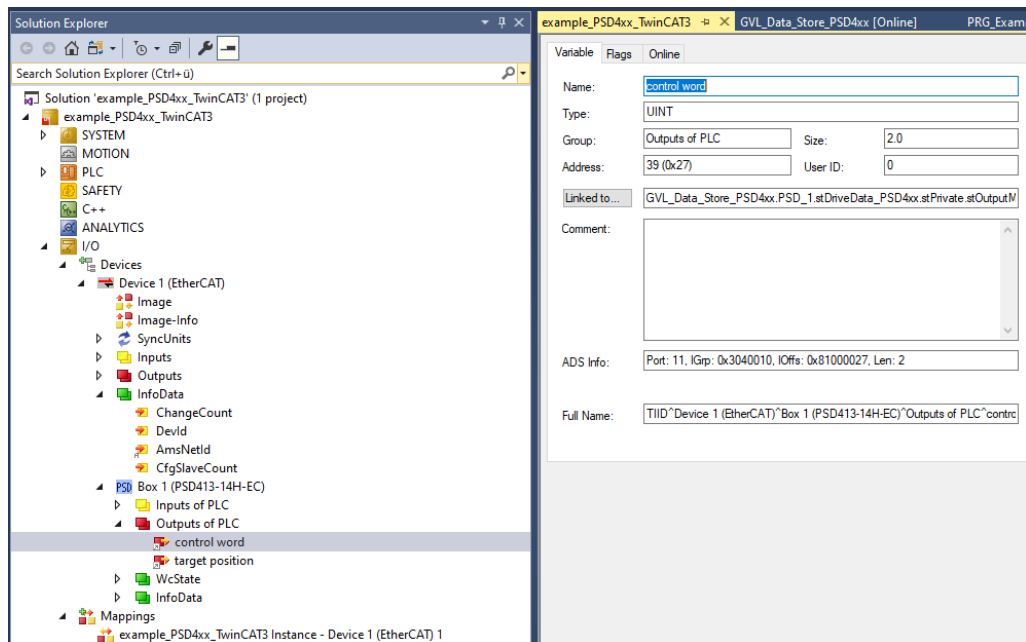 Solution Explorer
Search Solution Explorer (Ctrl+ü)
Solution 'example_PSD4xx_TwinCAT3' (1 project)
example_PSD4xx_TwinCAT3
SYSTEM
MOTION
PLC
SAFETY
C++
ANALYTICS
I/O
Devices
Device 1 (EtherCAT)
Image
Image-Info
SyncUnits
Inputs
Outputs
InfoData
ChangeCount
DevId
AmsNetId
CfgSlaveCount
PSD Box 1 (PSD413-14H-EC)
Inputs of PLC
Outputs of PLC
control word
target position
WcState
InfoData
Mappings
example_PSD4xx_TwinCAT3 Instance - Device 1 (EtherCAT) 1
example_PSD4xx_TwinCAT3 GVL_Data_Store_PSD4xx [Online] PRG_Exam
Variable Flags Online
Name: control word
Type: UINT
Group: Outputs of PLC Size: 2.0
Address: 39 (0x27) User ID: 0
Linked to... GVL_Data_Store_PSD4xx.PSD_1.stDriveData_PSD4xx.stPrivate.stOutputM
Comment:
ADS Info: Port: 11, IGrp: 0x3040010, IOffs: 0x81000027, Len: 2
Full Name: TIID^Device 1 (EtherCAT)^Box 1 (PSD413-14H-EC)^Outputs of PLC^contrc